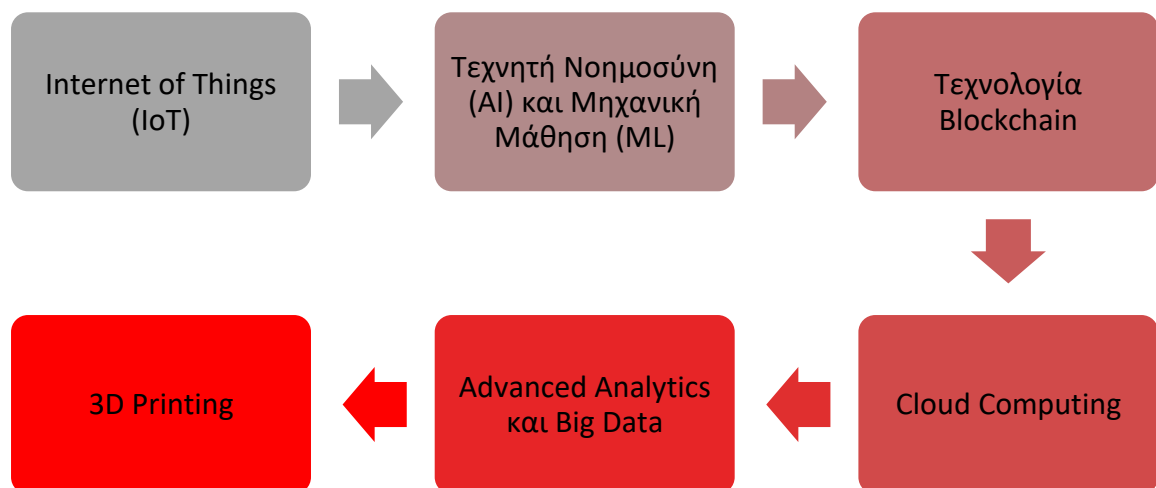 Internet of Things
(IoT)
Τεχνητή Νοημοσύνη
(AI) και Μηχανική
Μάθηση (ML)
Τεχνολογία
Blockchain
Cloud Computing
Advanced Analytics
και Big Data
3D Printing